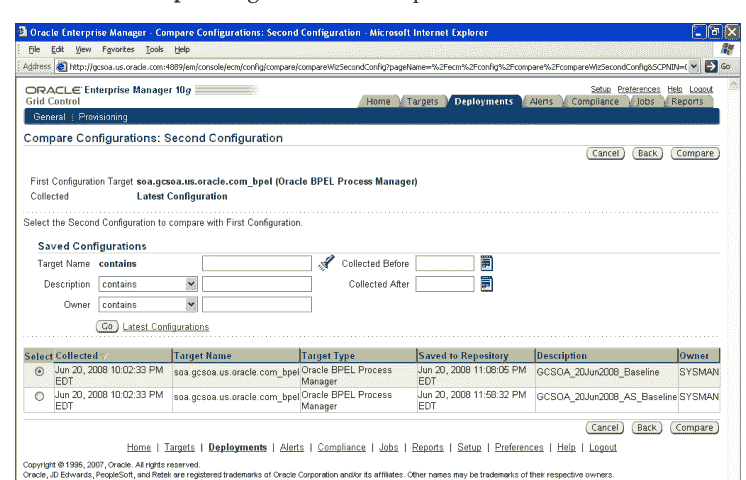 Oracle Enterprise Manager - Compare Configurations: Second Configuration - Microsoft Internet Explorer
File Edit View Favorites Tools Help
Address http://gcsoa.us.oracle.com:4889/em/console/ecm/config/compare/compareWizSecondConfig?pageName=%2Fecm%2Fconfig%2Fcompare%2FcompareWizSecondConfig&SCPNIN=( Go
ORACLE Enterprise Manager 10g
Setup Preferences Help Logout
Grid Control
Home Targets Deployments Alerts Compliance Jobs Reports
General | Provisioning
Compare Configurations: Second Configuration
Cancel Back Compare
First Configuration Target soa.gcsoa.us.oracle.com_bpel (Oracle BPEL Process Manager)
Collected Latest Configuration
Select the Second Configuration to compare with First Configuration.
Saved Configurations
Target Name contains Collected Before
Description contains Collected After
Owner contains
Go Latest Configurations
Select Collected Target Name Target Type Saved to Repository Description Owner
Jun 20, 2008 10:02:33 PM EDT soa.gcsoa.us.oracle.com_bpel Oracle BPEL Process Manager Jun 20, 2008 11:08:05 PM EDT GCSOA_20Jun2008_Baseline SYSMAN
Jun 20, 2008 10:02:33 PM EDT soa.gcsoa.us.oracle.com_bpel Oracle BPEL Process Manager Jun 20, 2008 11:58:32 PM EDT GCSOA_20Jun2008_AS_Baseline SYSMAN
Cancel Back Compare
Home | Targets | Deployments | Alerts | Compliance | Jobs | Reports | Setup | Preferences | Help | Logout
Copyright © 1996, 2007, Oracle. All rights reserved.
Oracle, JD Edwards, PeopleSoft, and Retek are registered trademarks of Oracle Corporation and/or its affiliates. Other names may be trademarks of their respective owners.